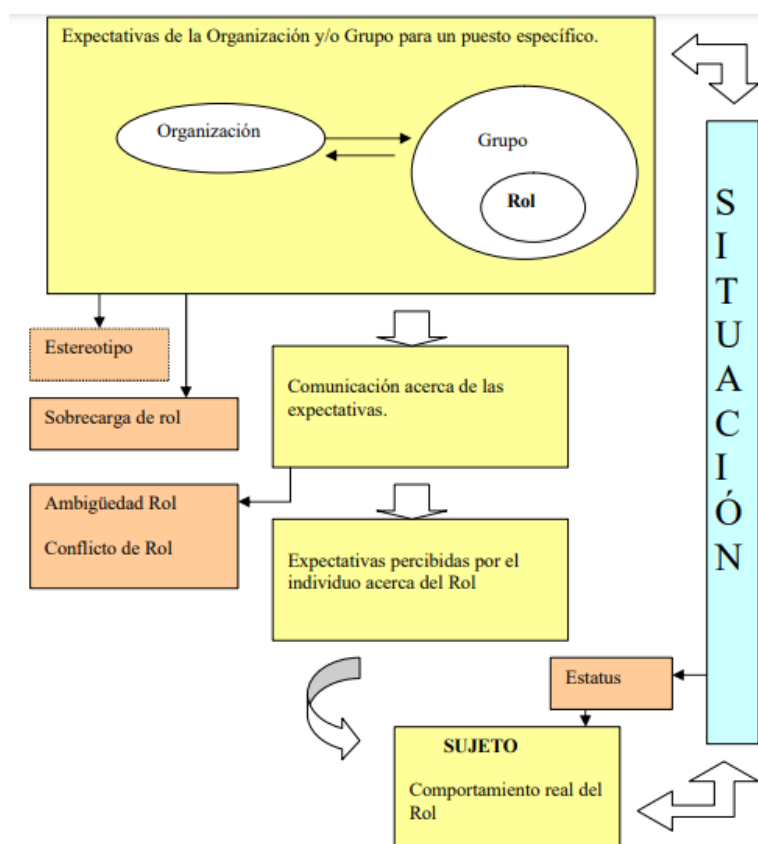 Expectativas de la Organización y/o Grupo para un puesto específico.
Organización
Grupo
Rol
SITUACIÓN
Estereotipo
Comunicación acerca de las
expectativas.
Sobrecarga de rol
Ambigüedad Rol
Conflicto de Rol
Expectativas percibidas por el
individuo acerca del Rol
Estatus
SUJETO
Comportamiento real del
Rol